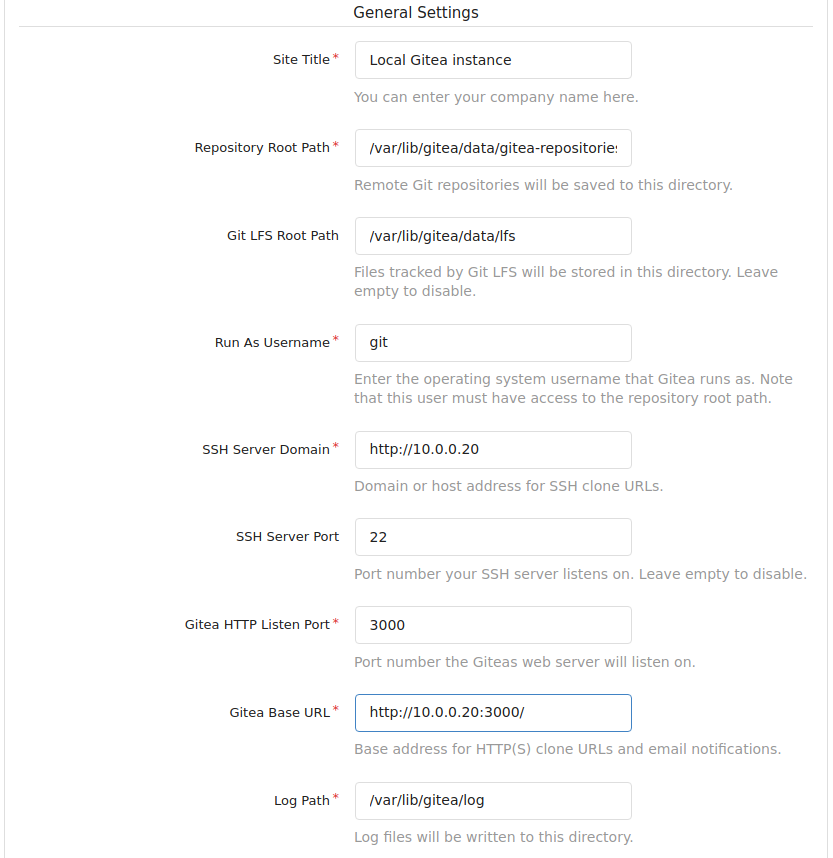 General Settings
Site Title*
Local Gitea instance
You can enter your company name here.
Repository Root Path*
/var/lib/gitea/data/gitea-repositories
Remote Git repositories will be saved to this directory.
Git LFS Root Path
/var/lib/gitea/data/lfs
Files tracked by Git LFS will be stored in this directory. Leave
empty to disable.
Run As Username*
git
Enter the operating system username that Gitea runs as. Note
that this user must have access to the repository root path.
SSH Server Domain*
http://10.0.0.20
Domain or host address for SSH clone URLs.
SSH Server Port
22
Port number your SSH server listens on. Leave empty to disable.
Gitea HTTP Listen Port*
3000
Port number the Giteas web server will listen on.
Gitea Base URL*
http://10.0.0.20:3000/
Base address for HTTP(S) clone URLs and email notifications.
Log Path*
/var/lib/gitea/log
Log files will be written to this directory.